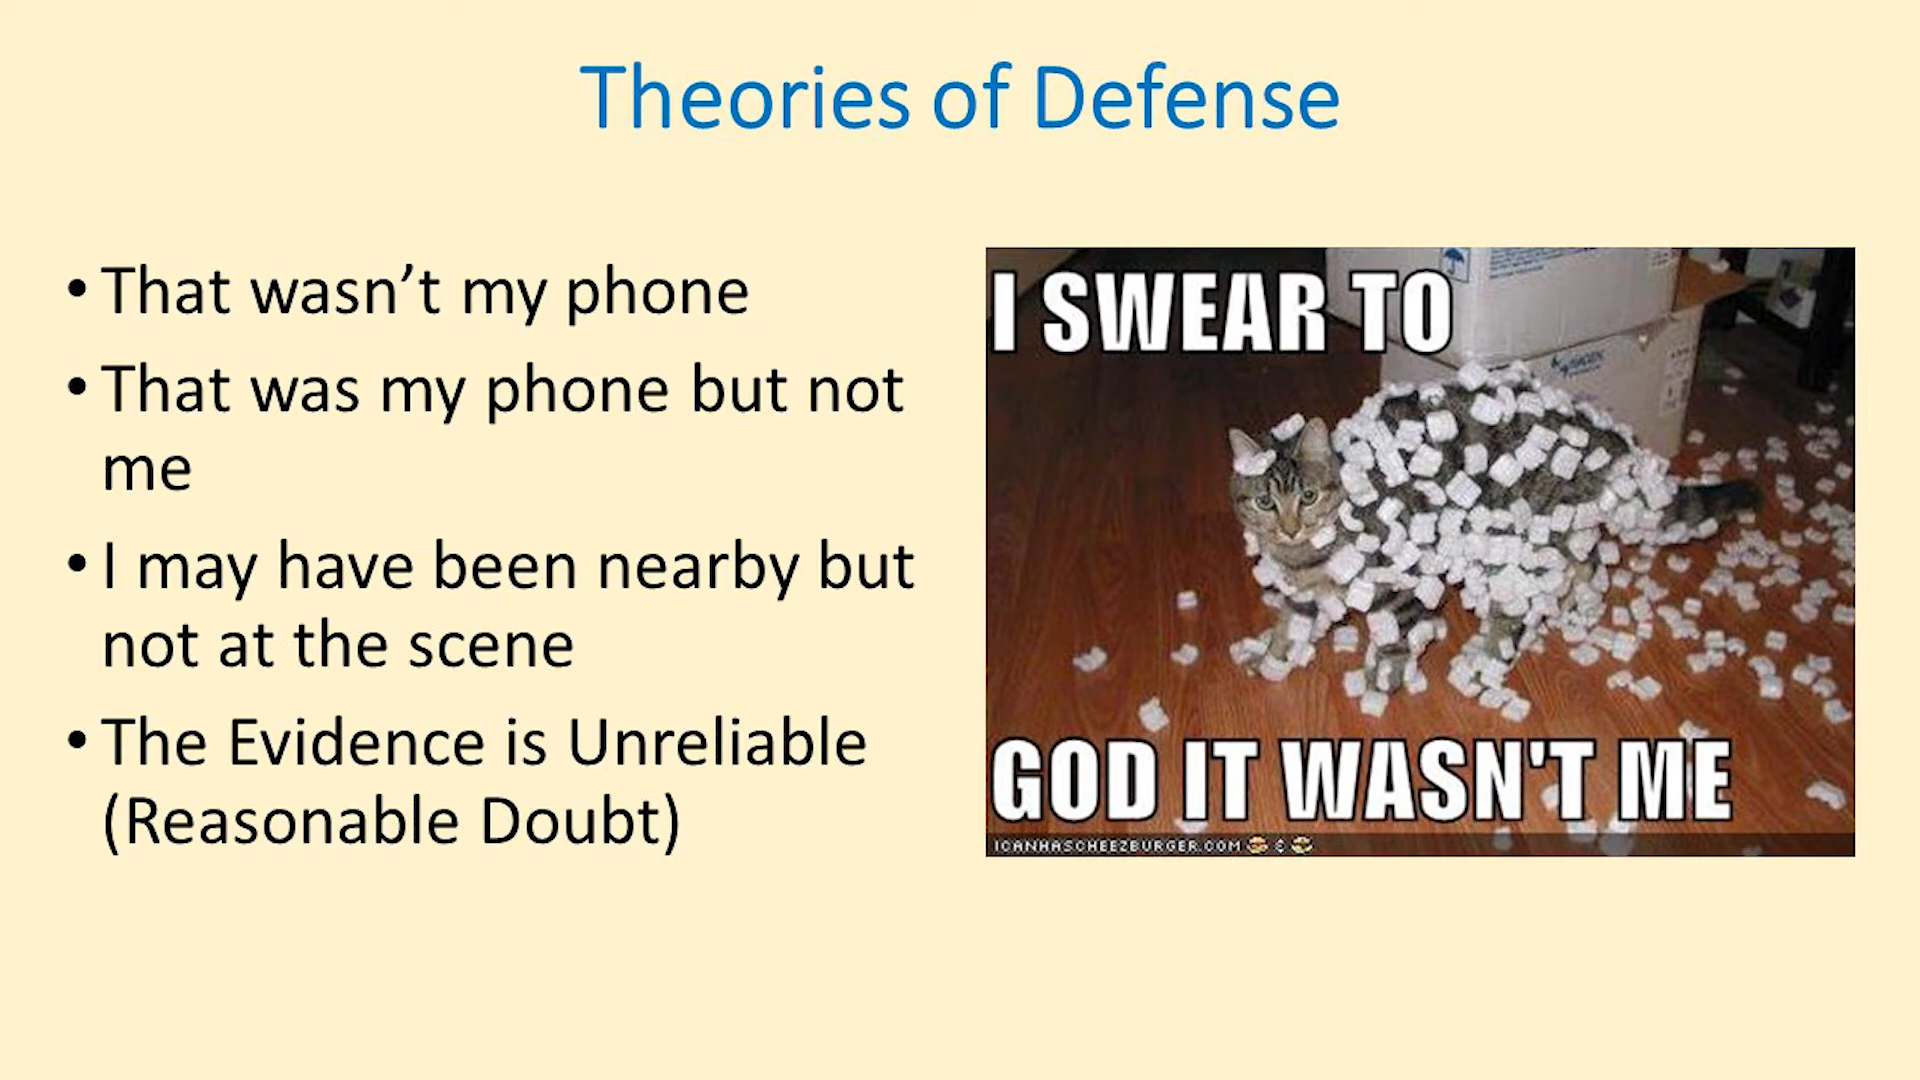 Theories of Defense
• That wasn’t my phone
• That was my phone but not
me
• I may have been nearby but
not at the scene
• The Evidence is Unreliable
(Reasonable Doubt)
I SWEAR TO
GOD IT WASN'T ME
ICANHASCHEEZBURGER.COM